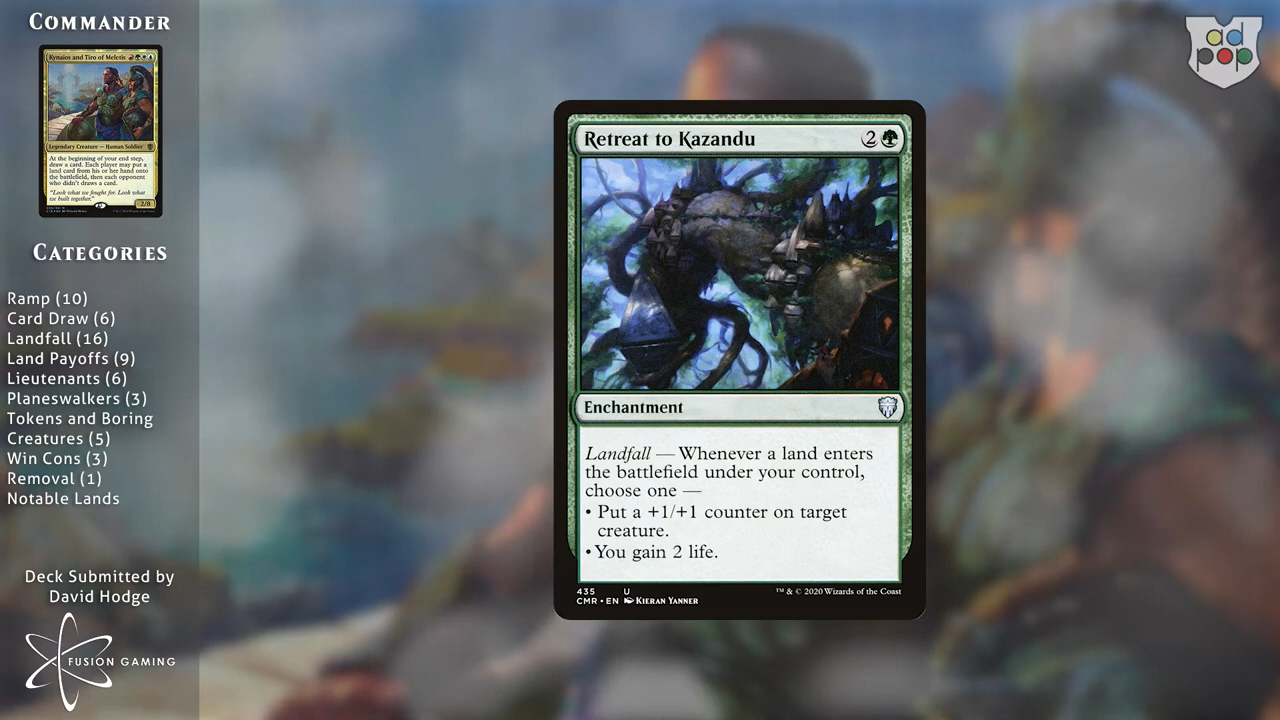 COMMANDER
Kynaios and Tiro of Meletis
Legendary Creature — Human Soldier
At the beginning of your end step,
draw a card. Each player may put a
land card from his or her hand onto
the battlefield, then each opponent
who didn't draws a card.
"Look what we fought for. Look what
we built together."
2/8
CATEGORIES
Ramp (10)
Card Draw (6)
Landfall (16)
Land Payoffs (9)
Lieutenants (6)
Planeswalkers (3)
Tokens and Boring
Creatures (5)
Win Cons (3)
Removal (1)
Notable Lands
Deck Submitted by
David Hodge
FUSION GAMING
Retreat to Kazandu 2
Enchantment
Landfall — Whenever a land enters
the battlefield under your control,
choose one —
• Put a +1/+1 counter on target
creature.
• You gain 2 life.
435 U
CMR • EN KIERAN YANNER
™ & © 2020 Wizards of the Coast
ad
pop